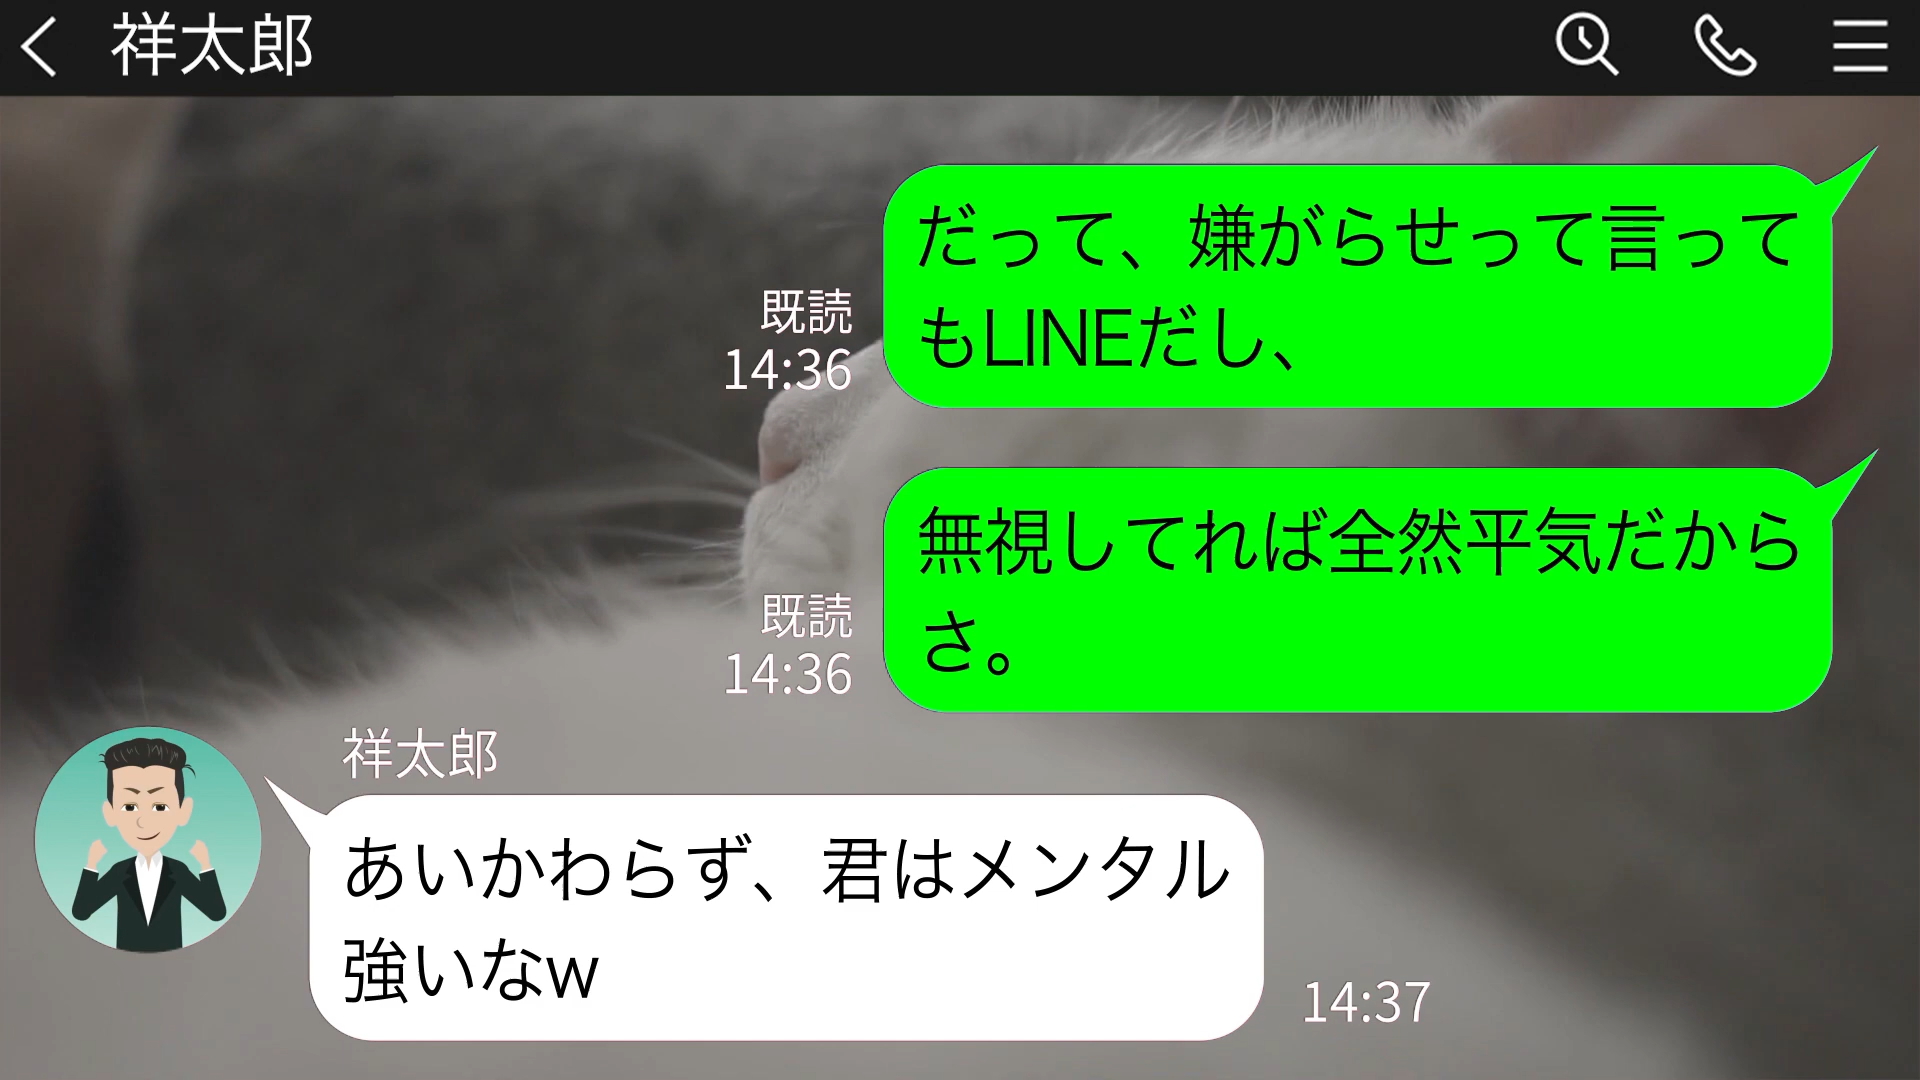 祥太郎
だって、嫌がらせって言って
もLINEだし、
既読
14:36
無視してれば全然平気だから
さ。
既読
14:36
祥太郎
あいかわらず、君はメンタル
強いなw
14:37